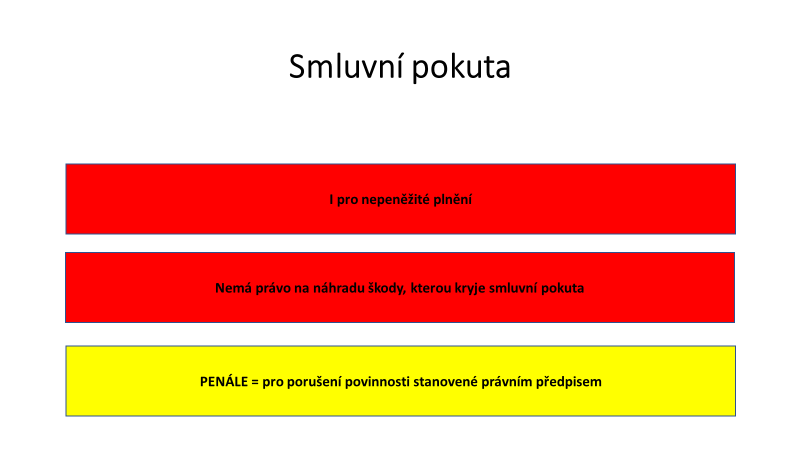 Smluvní pokuta
I pro nepeněžité plnění
Nemá právo na náhradu škody, kterou kryje smluvní pokuta
PENÁLE = pro porušení povinnosti stanovené právním předpisem